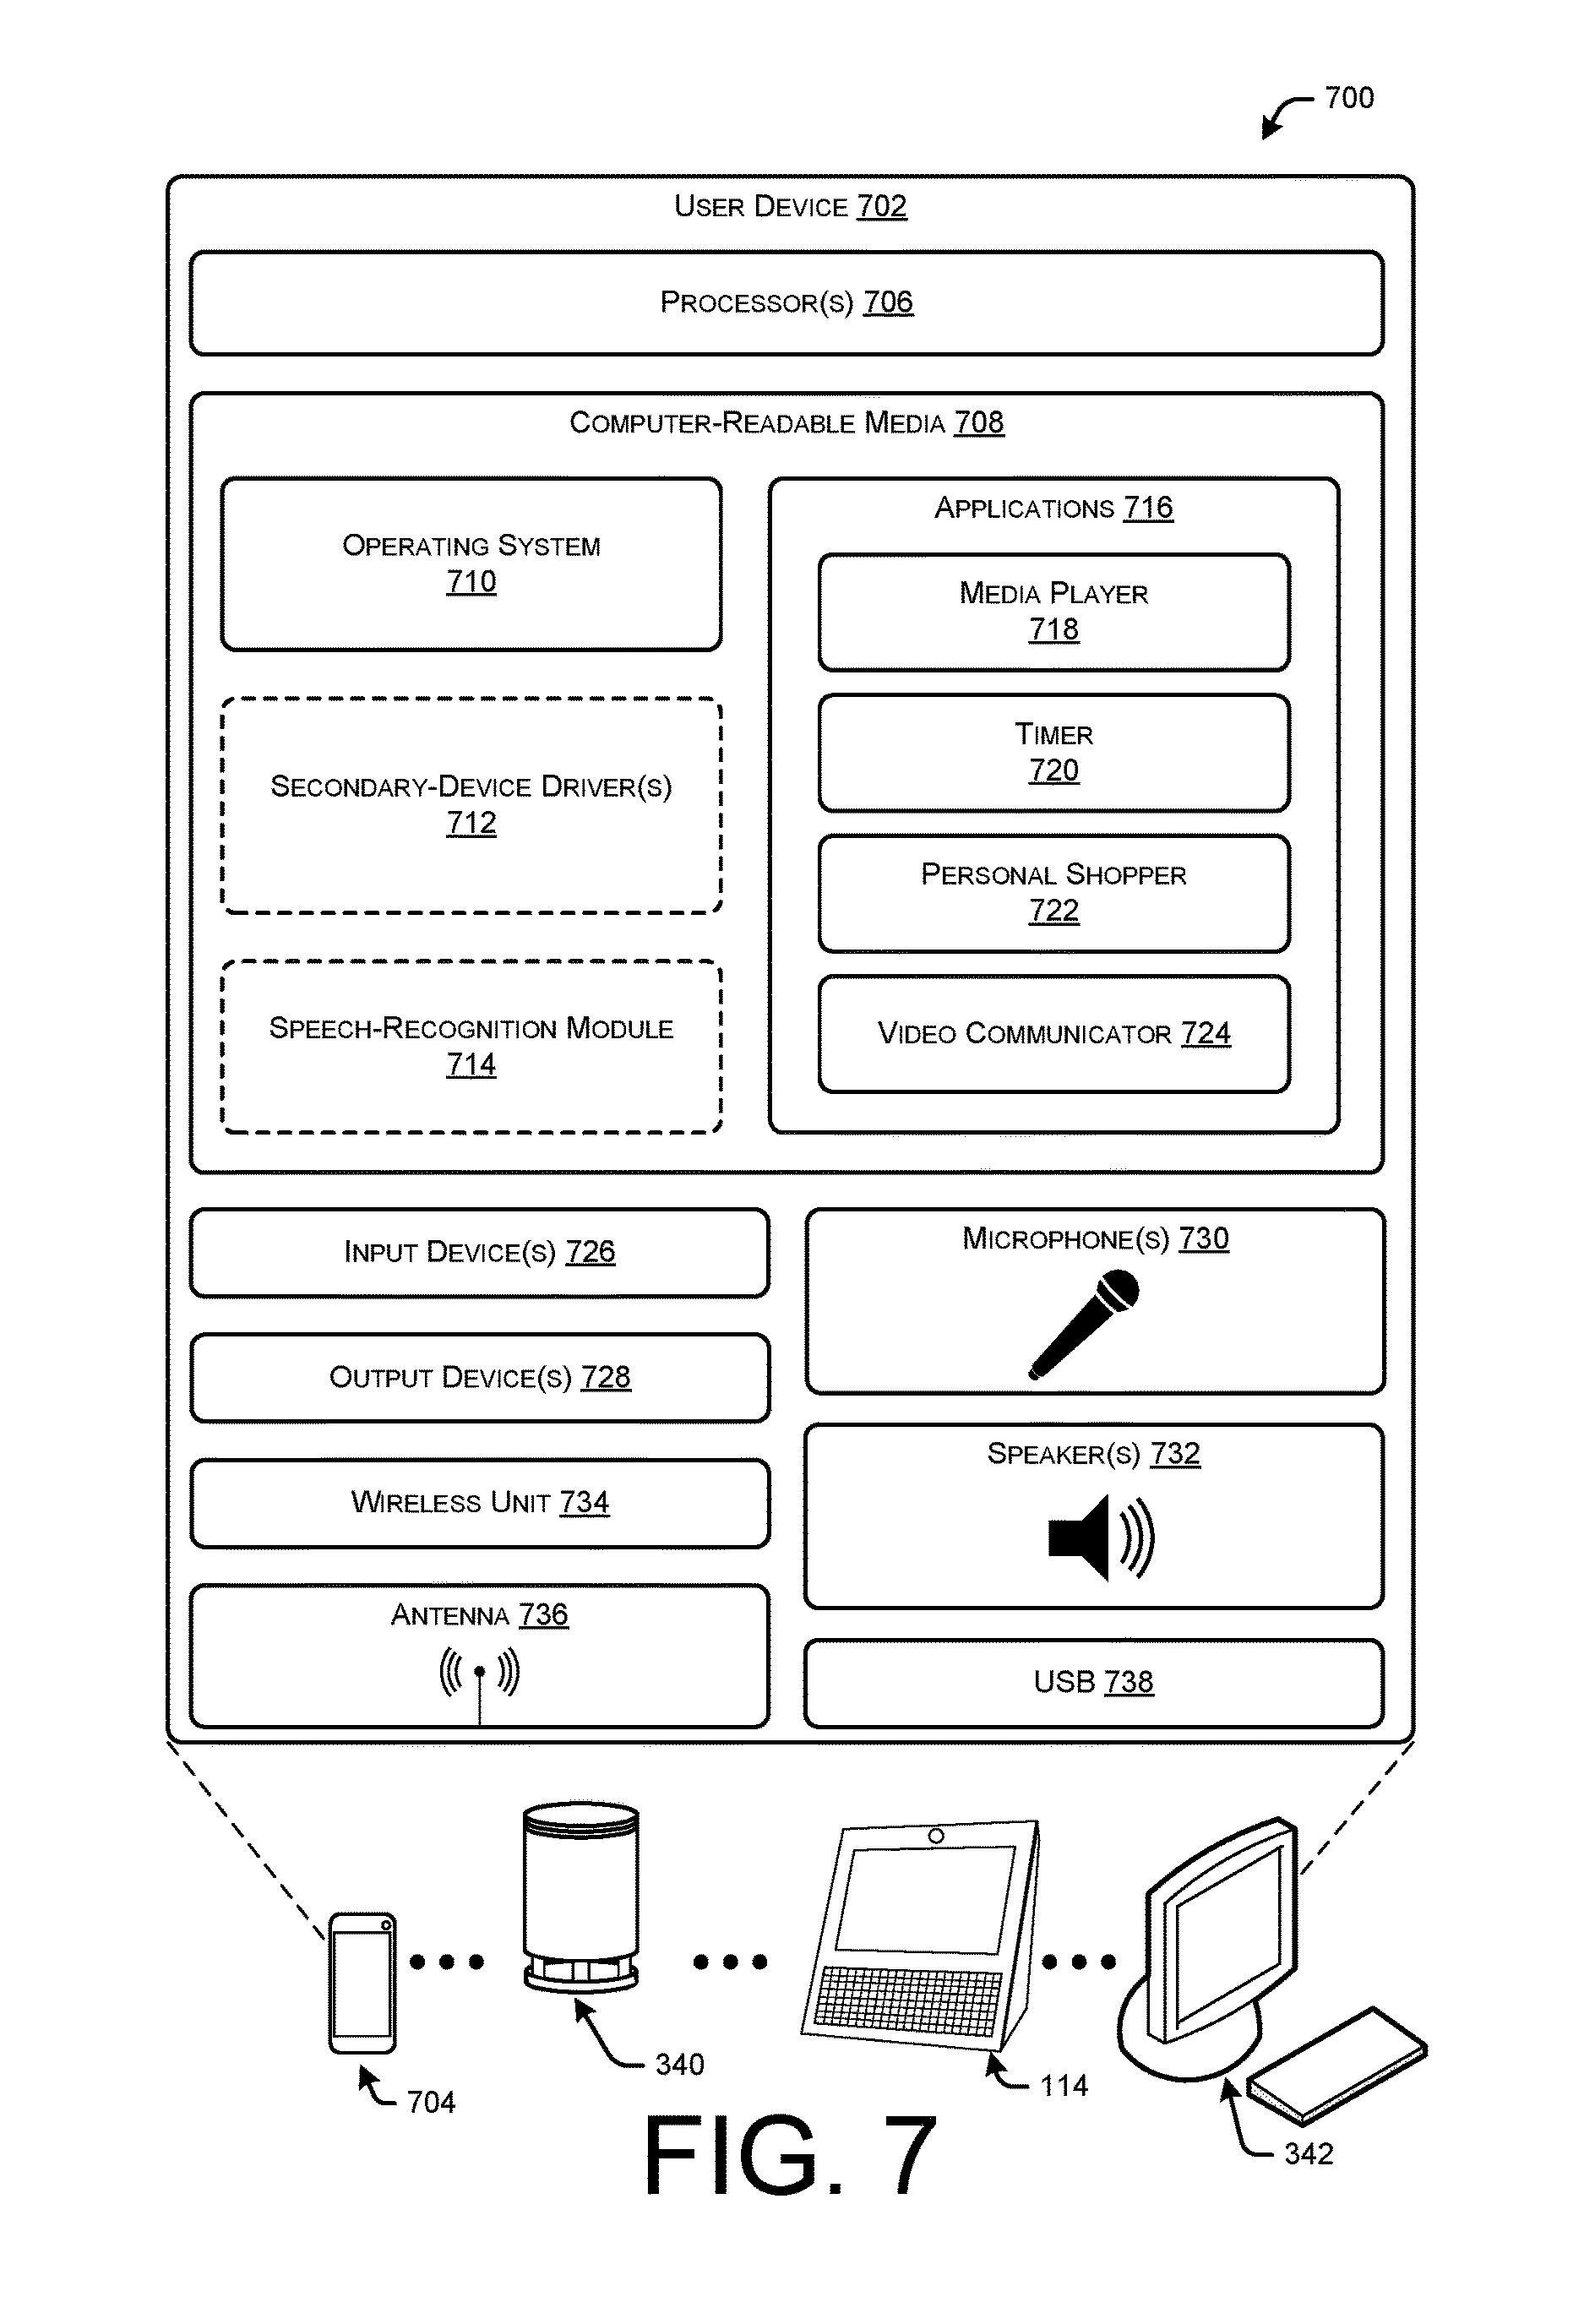 700
USER DEVICE 702
PROCESSOR(S) 706
COMPUTER-READABLE MEDIA 708
OPERATING SYSTEM
710
SECONDARY-DEVICE DRIVER(S)
712
SPEECH-RECOGNITION MODULE
714
APPLICATIONS 716
MEDIA PLAYER
718
TIMER
720
PERSONAL SHOPPER
722
VIDEO COMMUNICATOR 724
INPUT DEVICE(S) 726
OUTPUT DEVICE(S) 728
WIRELESS UNIT 734
ANTENNA 736
MICROPHONE(S) 730
SPEAKER(S) 732
USB 738
704
340
114
342
FIG. 7